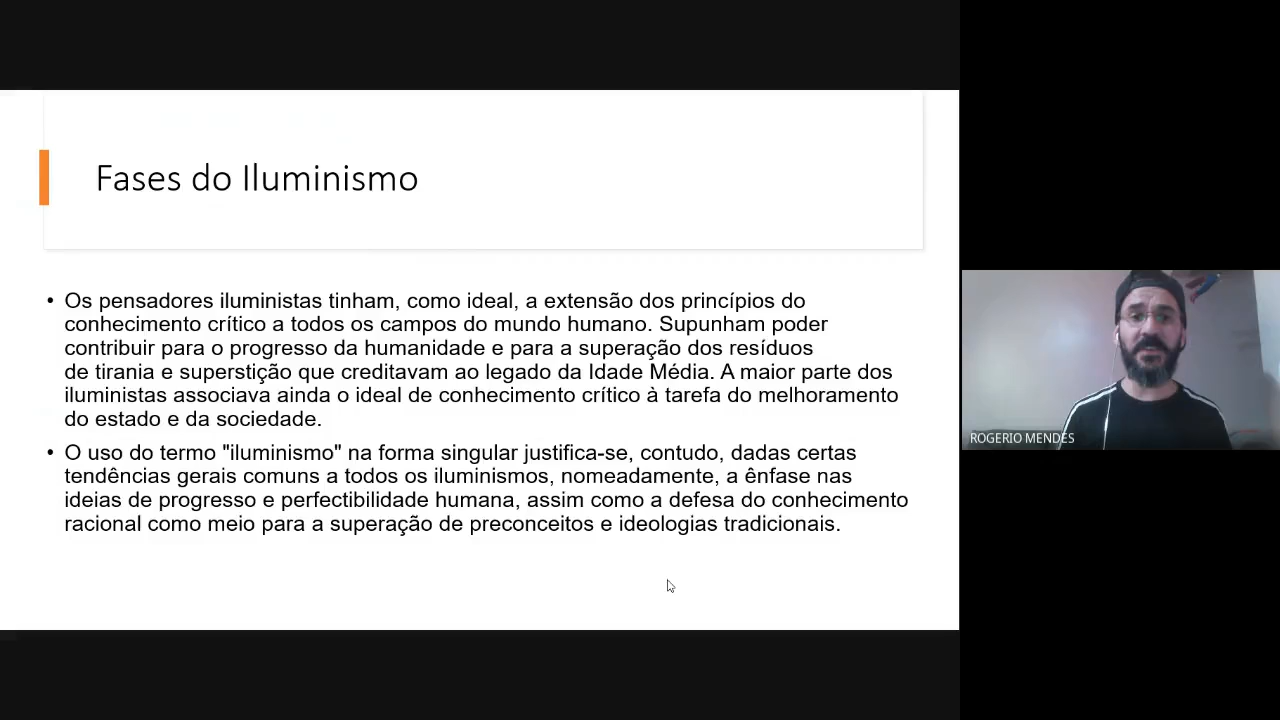 Fases do Iluminismo
• Os pensadores iluministas tinham, como ideal, a extensão dos princípios do
conhecimento crítico a todos os campos do mundo humano. Supunham poder
contribuir para o progresso da humanidade e para a superação dos resíduos
de tirania e superstição que creditavam ao legado da Idade Média. A maior parte dos
iluministas associava ainda o ideal de conhecimento crítico à tarefa do melhoramento
do estado e da sociedade.
• O uso do termo "iluminismo" na forma singular justifica-se, contudo, dadas certas
tendências gerais comuns a todos os iluminismos, nomeadamente, a ênfase nas
ideias de progresso e perfectibilidade humana, assim como a defesa do conhecimento
racional como meio para a superação de preconceitos e ideologias tradicionais.
ROGERIO MENDES